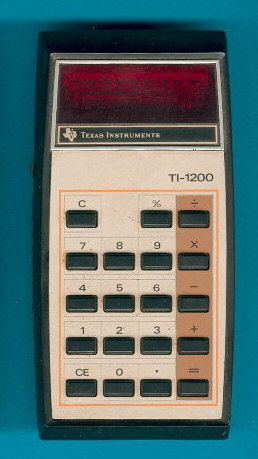 TEXAS INSTRUMENTS
TI-1200
C % ÷
7 8 9 ×
4 5 6 −
1 2 3 +
CE 0 · =